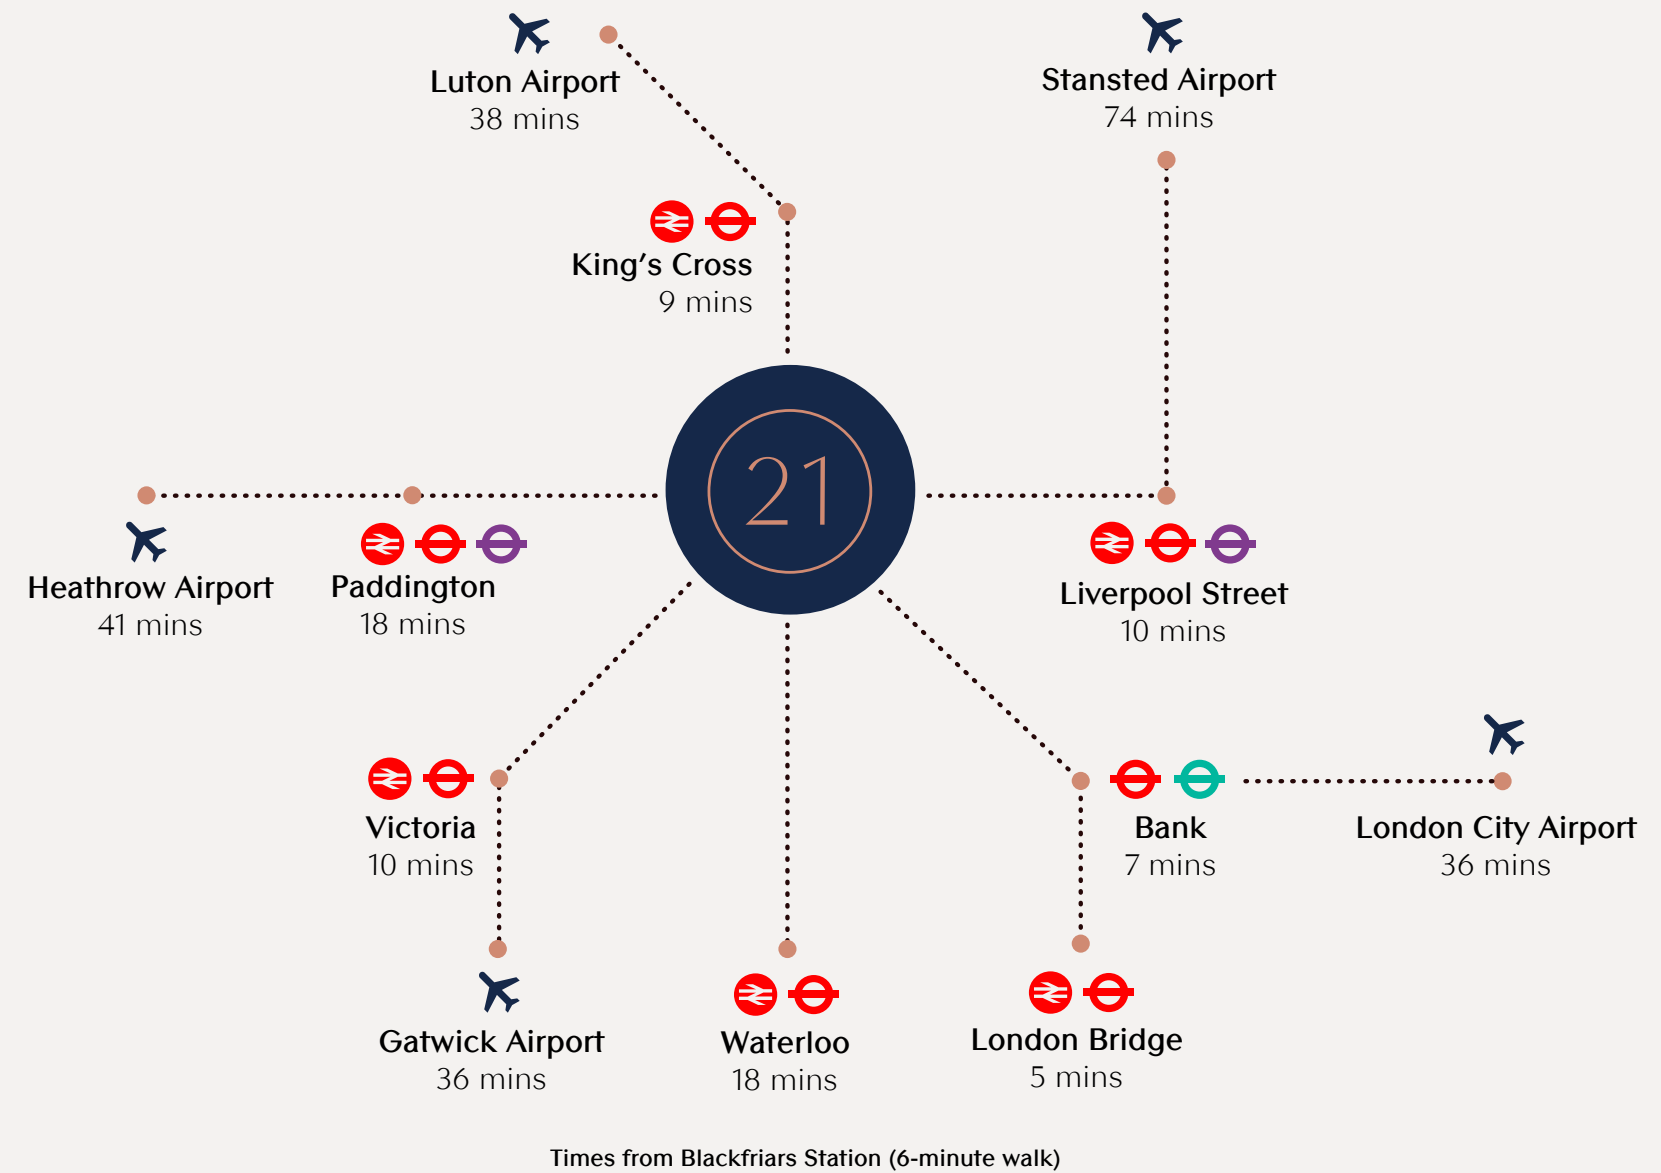 Luton Airport
38 mins
Stansted Airport
74 mins
King's Cross
9 mins
21
Heathrow Airport
41 mins
Paddington
18 mins
Liverpool Street
10 mins
Victoria
10 mins
Bank
7 mins
London City Airport
36 mins
Gatwick Airport
36 mins
Waterloo
18 mins
London Bridge
5 mins
Times from Blackfriars Station (6-minute walk)